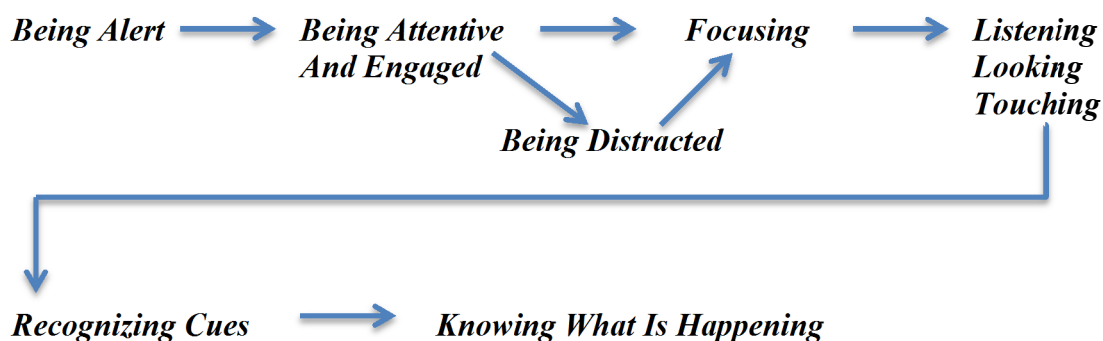 Being Alert
Being Attentive
And Engaged
Focusing
Listening
Looking
Touching
Being Distracted
Recognizing Cues
Knowing What Is Happening